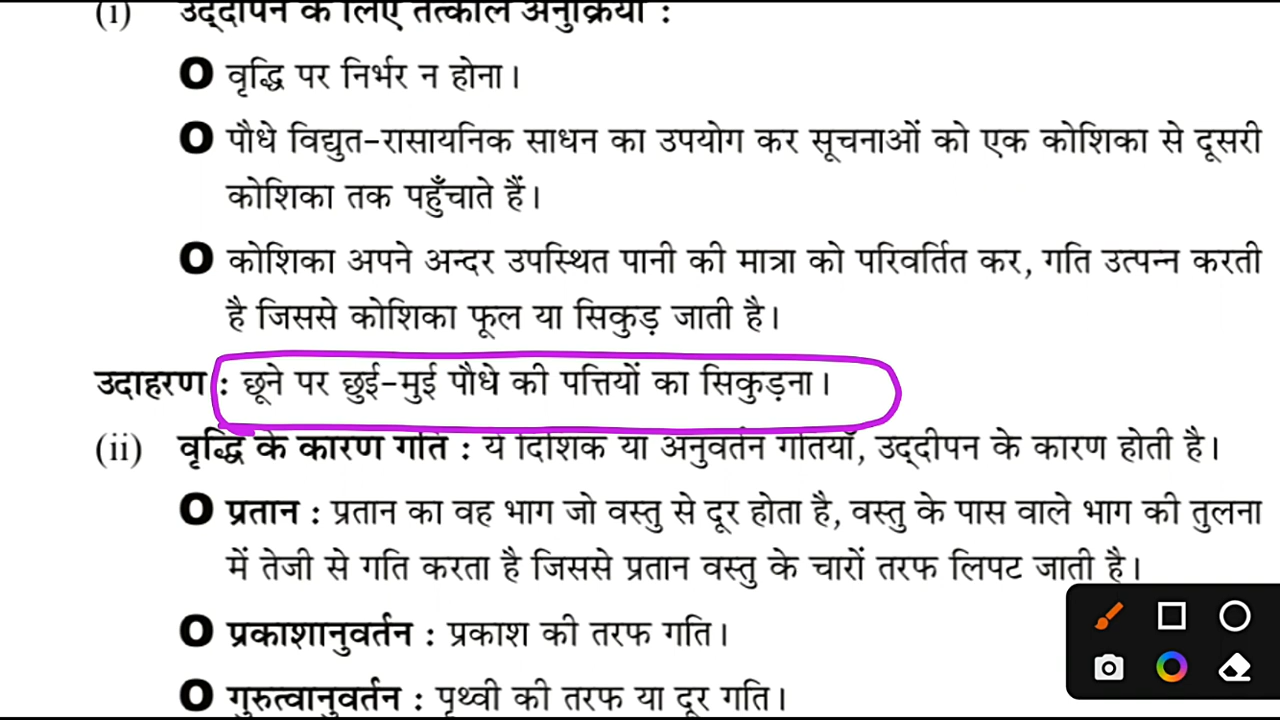 (i) उद्दीपन के लिए तत्काल अनुक्रिया :
O वृद्धि पर निर्भर न होना।
O पौधे विद्युत-रासायनिक साधन का उपयोग कर सूचनाओं को एक कोशिका से दूसरी
कोशिका तक पहुँचाते हैं।
O कोशिका अपने अन्दर उपस्थित पानी की मात्रा को परिवर्तित कर, गति उत्पन्न करती
है जिससे कोशिका फूल या सिकुड़ जाती है।
उदाहरण : छूने पर छुई-मुई पौधे की पत्तियों का सिकुड़ना।
(ii) वृद्धि के कारण गति : ये दिशिक या अनुवर्तन गतियाँ, उद्दीपन के कारण होती है।
O प्रतान : प्रतान का वह भाग जो वस्तु से दूर होता है, वस्तु के पास वाले भाग की तुलना
में तेजी से गति करता है जिससे प्रतान वस्तु के चारों तरफ लिपट जाती है।
O प्रकाशानुवर्तन : प्रकाश की तरफ गति।
O गुरुत्वानुवर्तन : पृथ्वी की तरफ या दूर गति।